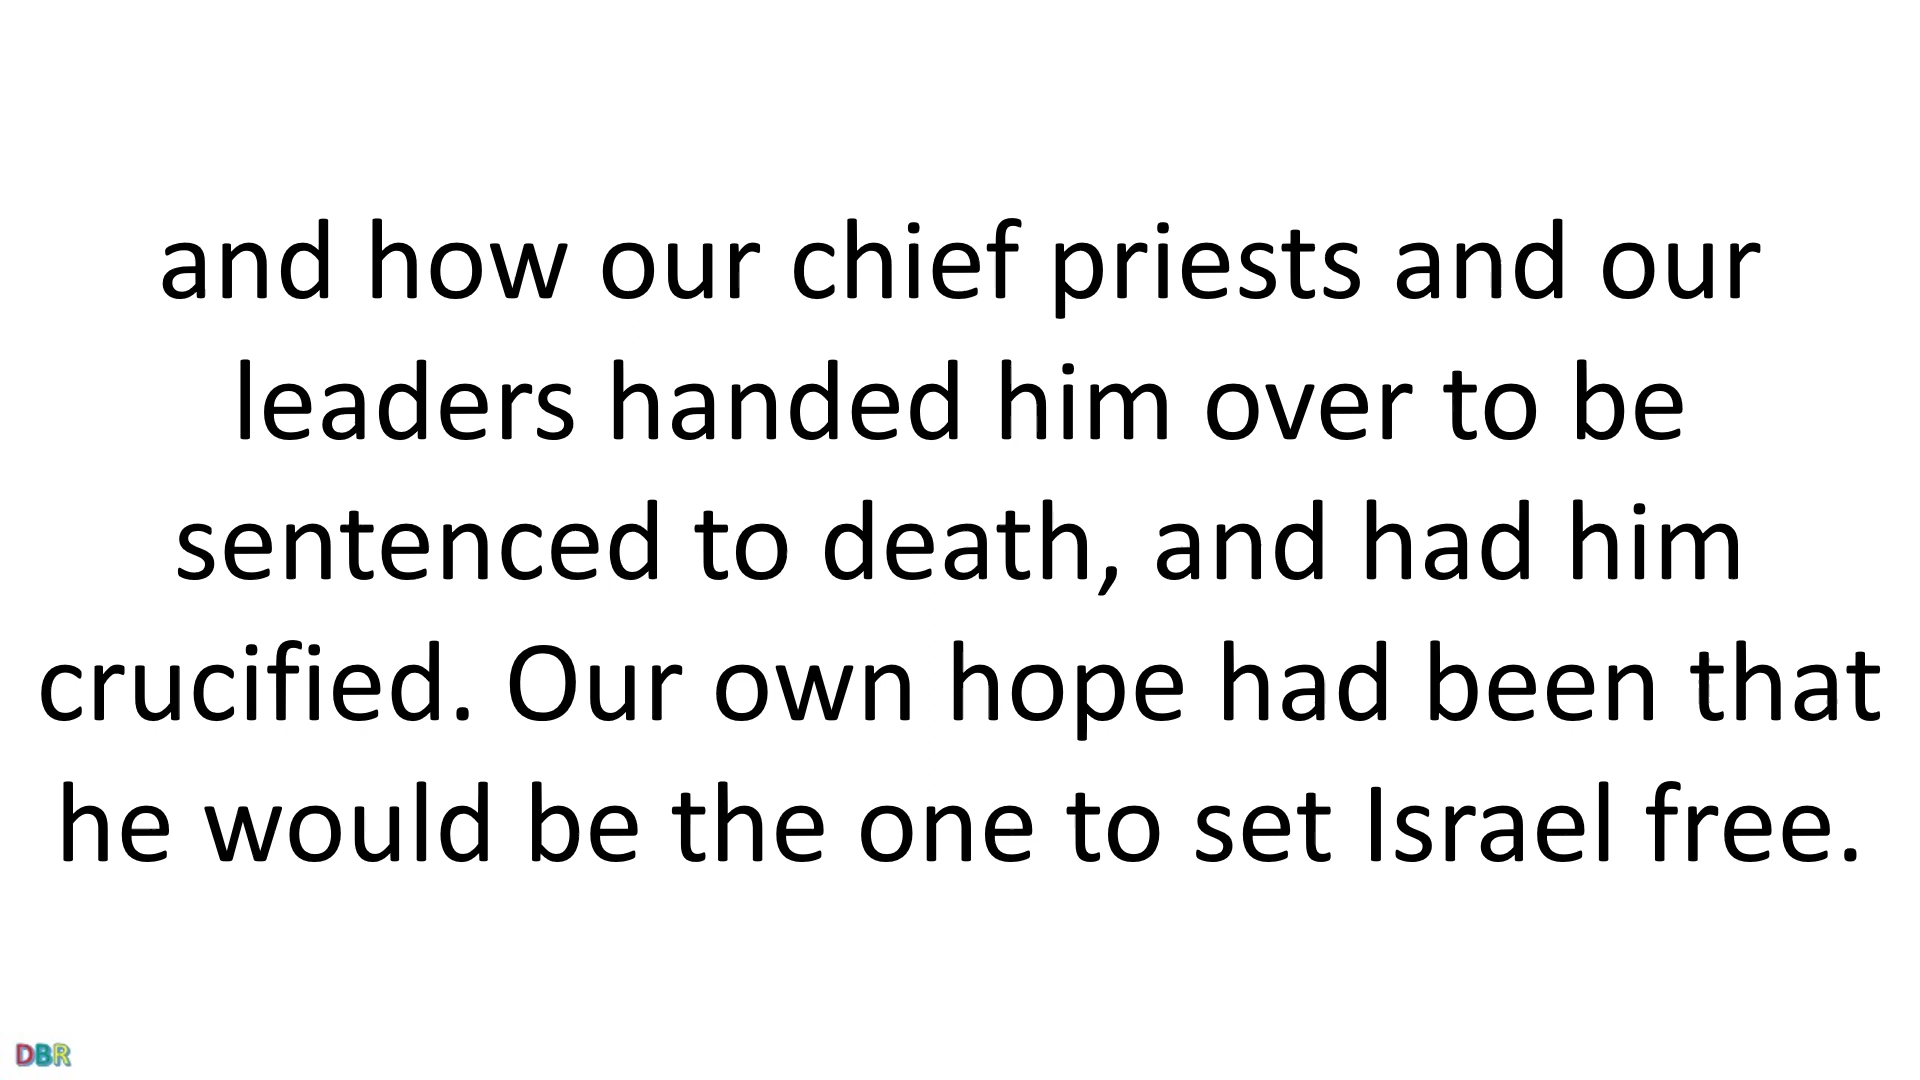 and how our chief priests and our
leaders handed him over to be
sentenced to death, and had him
crucified. Our own hope had been that
he would be the one to set Israel free.
DBR